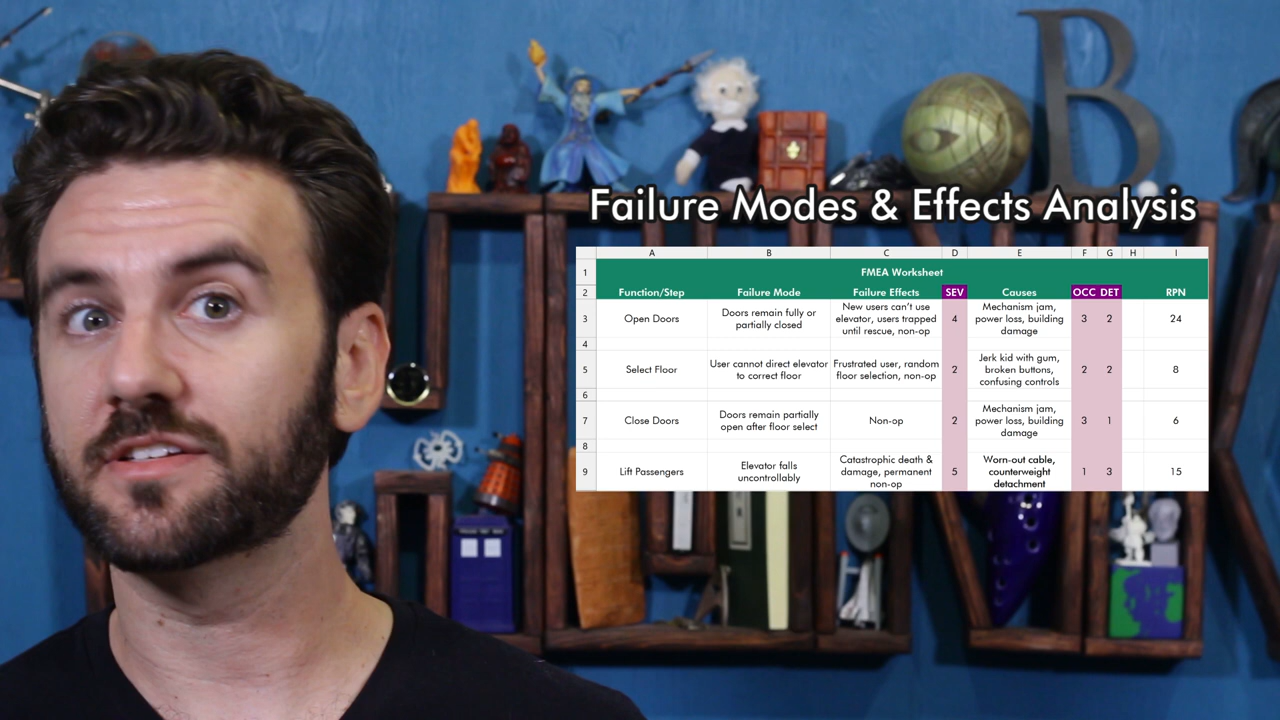 B
Failure Modes & Effects Analysis
A B C D E F G H I
1 FMEA Worksheet
2 Function/Step Failure Mode Failure Effects SEV Causes OCC DET RPN
New users can't use Mechanism jam,
Doors remain fully or
3 Open Doors elevator, users trapped 4 power loss, building 3 2 24
partially closed
until rescue, non-op damage
4
Jerk kid with gum,
User cannot direct elevator Frustrated user, random
5 Select Floor 2 broken buttons, 2 2 8
to correct floor floor selection, non-op
confusing controls
6
Mechanism jam,
Doors remain partially
7 Close Doors Non-op 2 power loss, building 3 1 6
open after floor select
damage
8
Catastrophic death & Worn-out cable,
Elevator falls
9 Lift Passengers damage, permanent 5 counterweight 1 3 15
uncontrollably
non-op detachment